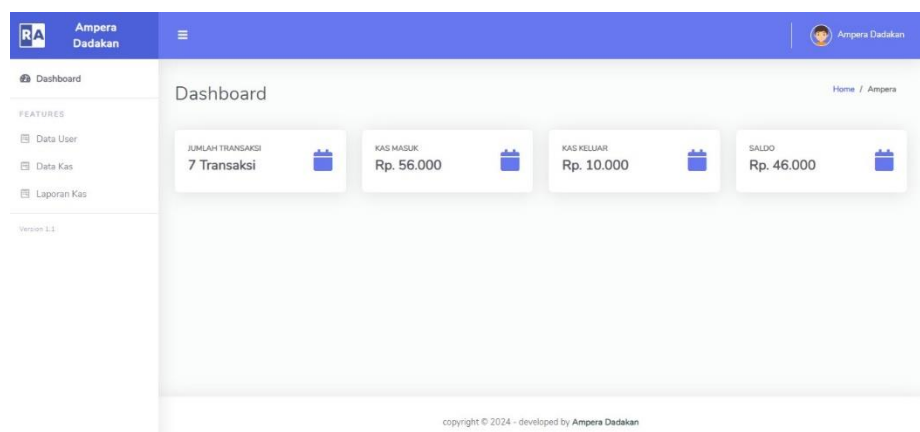 RA
Ampera
Dadakan
Ampera Dadakan
Dashboard
FEATURES
Data User
Data Kas
Laporan Kas
Version 1.1
Dashboard
Home / Ampera
JUMLAH TRANSAKSI
7 Transaksi
KAS MASUK
Rp. 56.000
KAS KELUAR
Rp. 10.000
SALDO
Rp. 46.000
copyright © 2024 - developed by Ampera Dadakan